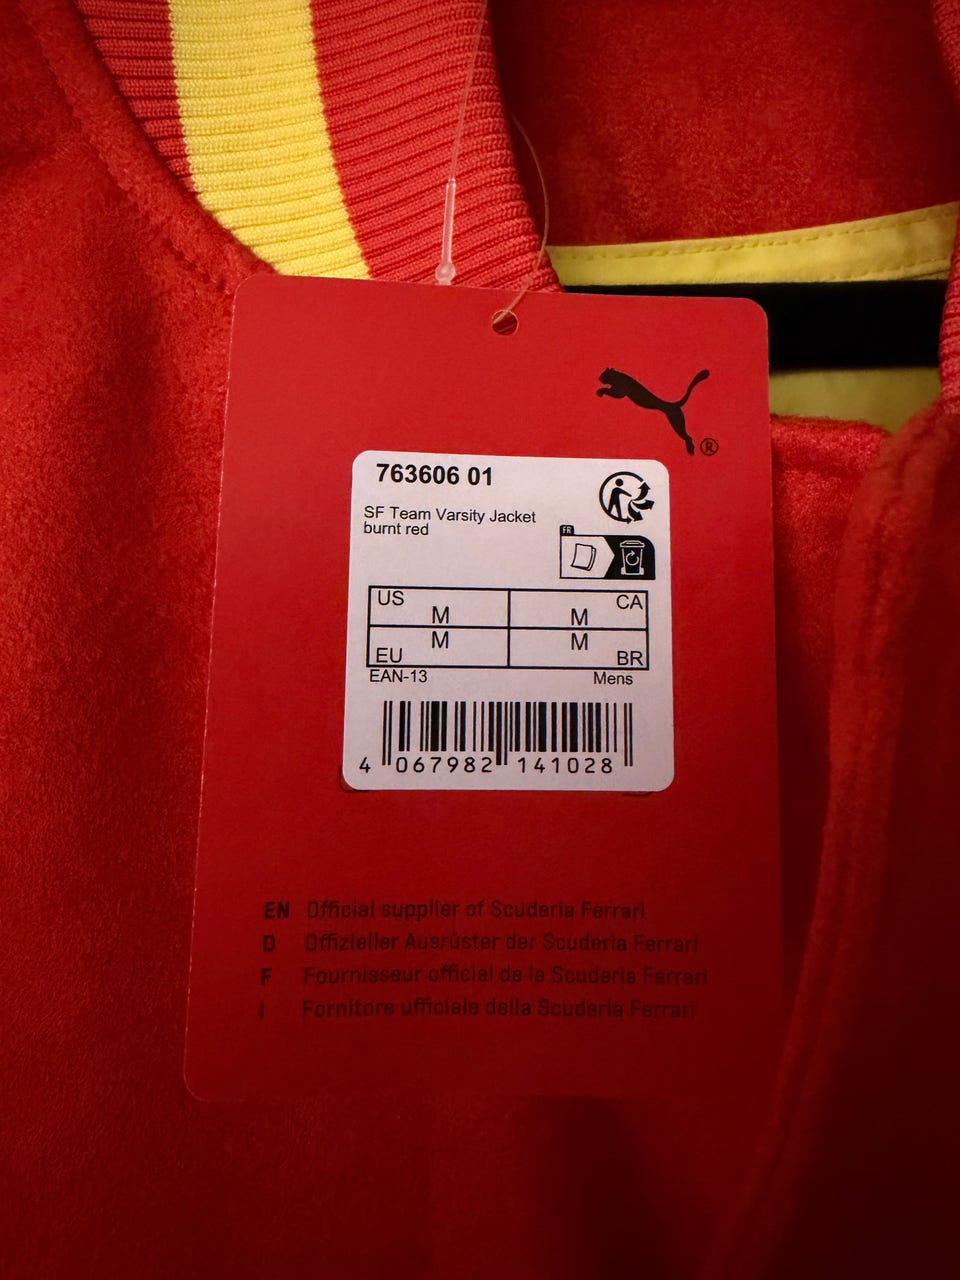 ®
763606 01
SF Team Varsity Jacket
burnt red
FR
US M M CA
EU M M BR
EAN-13 Mens
4 067982 141028
EN Official supplier of Scuderia Ferrari
D Offizieller Ausrüster der Scuderia Ferrari
F Fournisseur officiel de la Scuderia Ferrari
I Fornitore ufficiale della Scuderia Ferrari